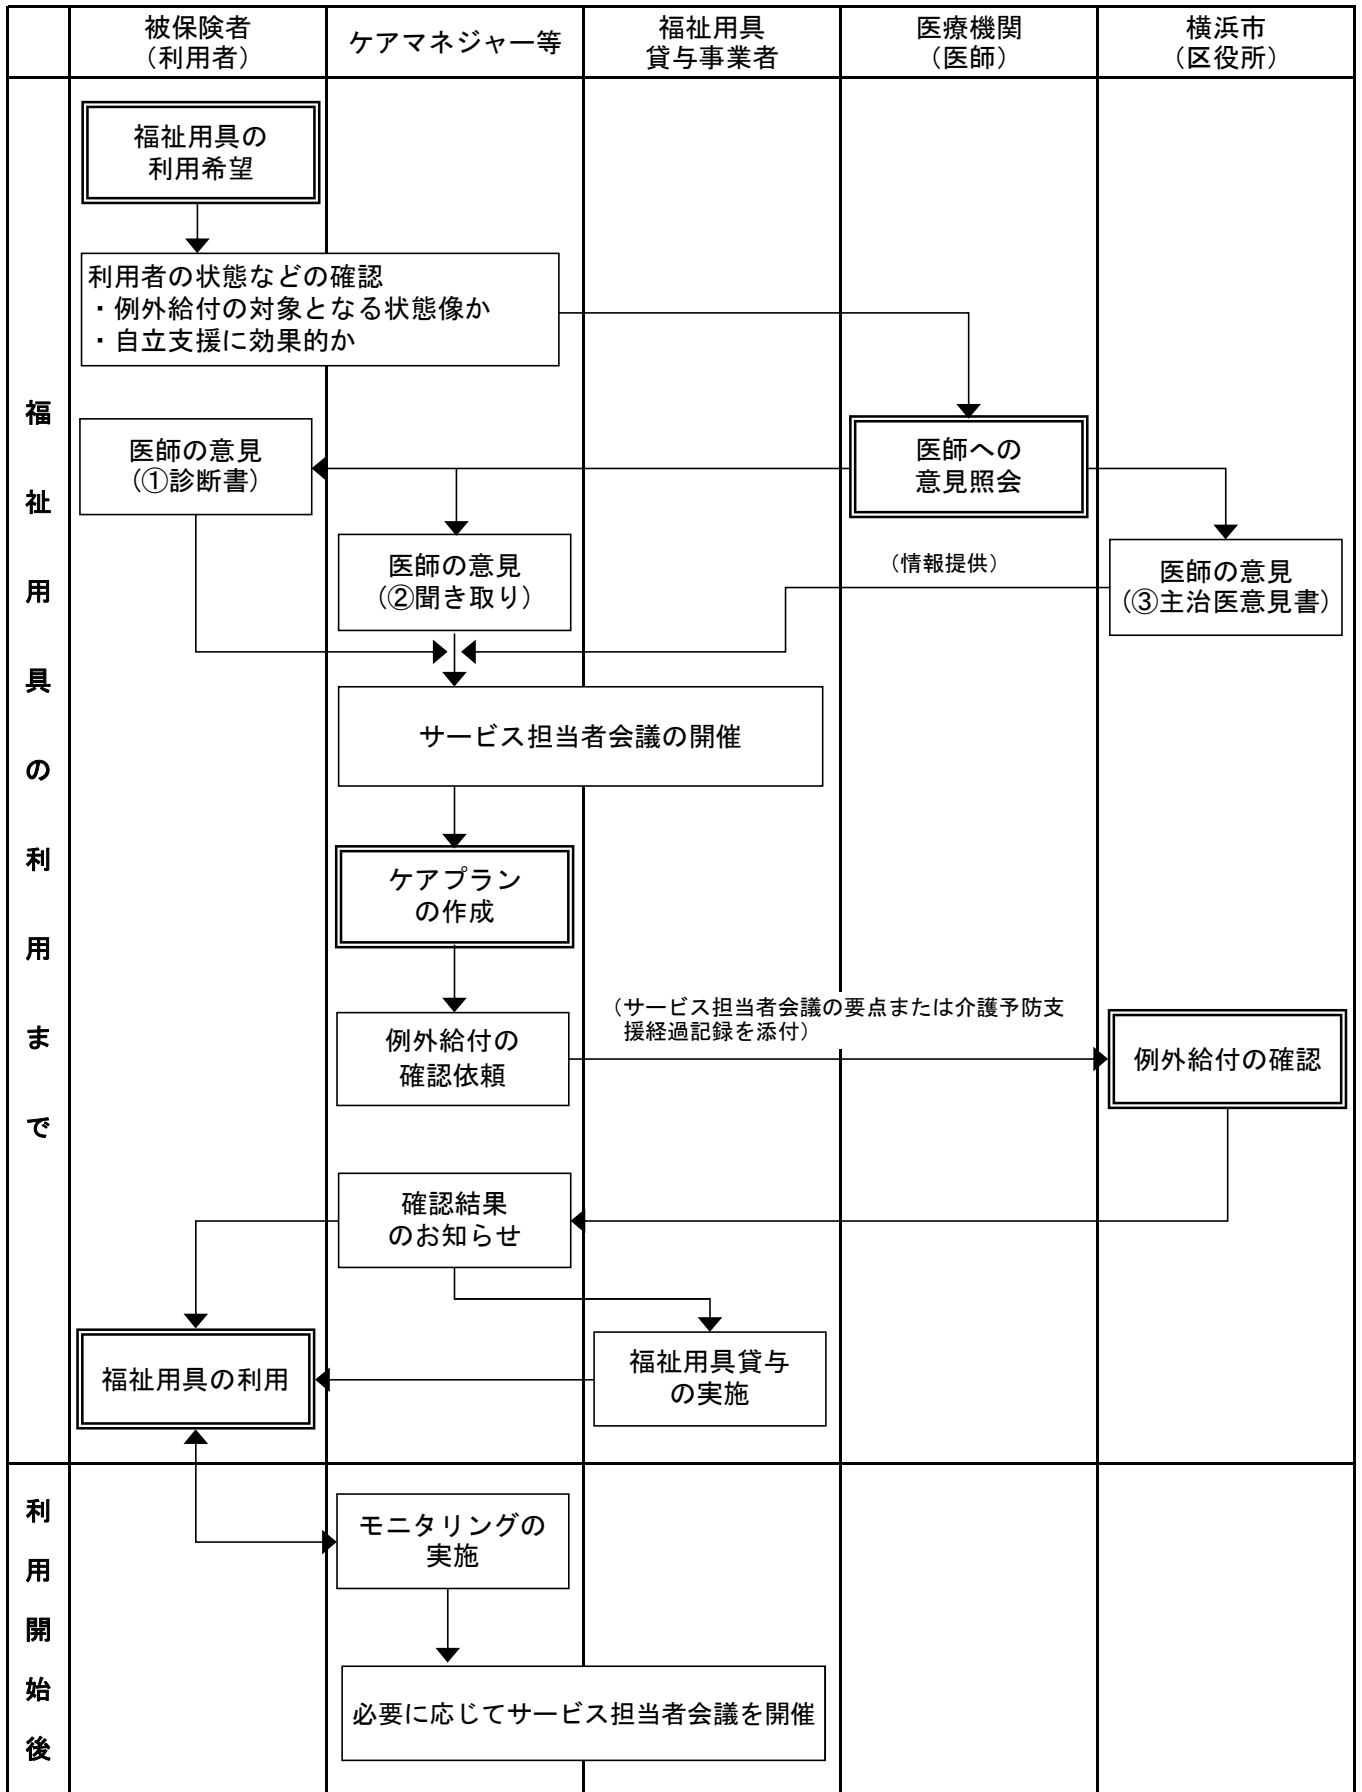 被保険者
（利用者）
ケアマネジャー等
福祉用具
貸与事業者
医療機関
（医師）
横浜市
（区役所）
福祉用具の利用まで
福祉用具の
利用希望
利用者の状態などの確認
・例外給付の対象となる状態像か
・自立支援に効果的か
医師の意見
（①診断書）
医師への
意見照会
医師の意見
（②聞き取り）
（情報提供）
医師の意見
（③主治医意見書）
サービス担当者会議の開催
ケアプラン
の作成
例外給付の
確認依頼
（サービス担当者会議の要点または介護予防支
援経過記録を添付）
例外給付の確認
確認結果
のお知らせ
福祉用具の利用
福祉用具貸与
の実施
利用開始後
モニタリングの
実施
必要に応じてサービス担当者会議を開催